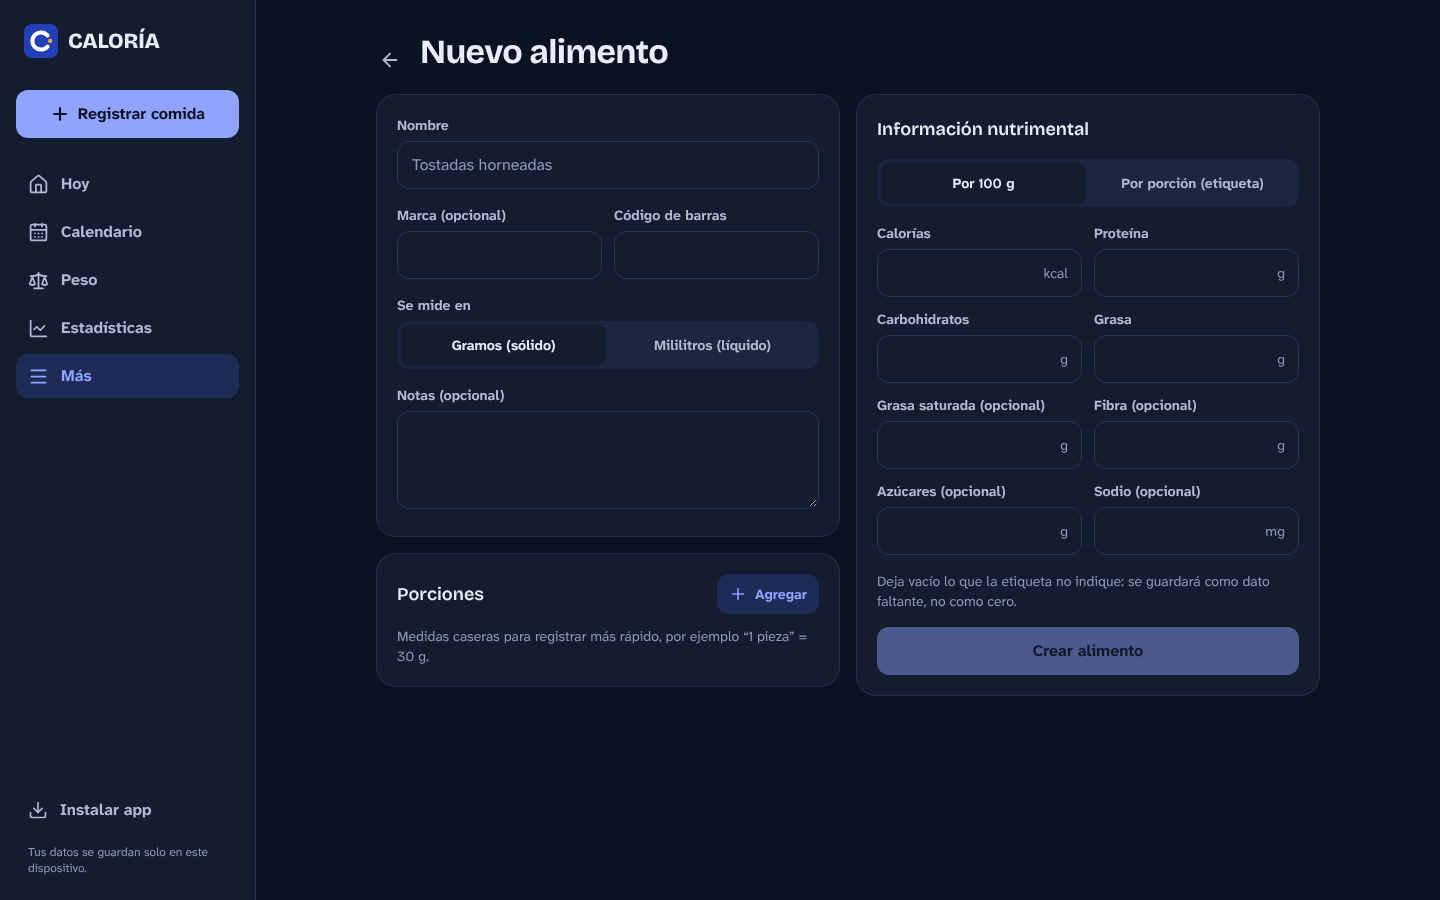 CALORÍA
Registrar comida
Hoy
Calendario
Peso
Estadísticas
Más
Instalar app
Tus datos se guardan solo en este
dispositivo.
Nuevo alimento
Nombre
Tostadas horneadas
Marca (opcional)
Código de barras
Se mide en
Gramos (sólido)
Mililitros (líquido)
Notas (opcional)
Porciones
Agregar
Medidas caseras para registrar más rápido, por ejemplo “1 pieza” =
30 g.
Información nutrimental
Por 100 g
Por porción (etiqueta)
Calorías
Proteína
kcal
g
Carbohidratos
Grasa
g
g
Grasa saturada (opcional)
Fibra (opcional)
g
g
Azúcares (opcional)
Sodio (opcional)
g
mg
Deja vacío lo que la etiqueta no indique; se guardará como dato
faltante, no como cero.
Crear alimento